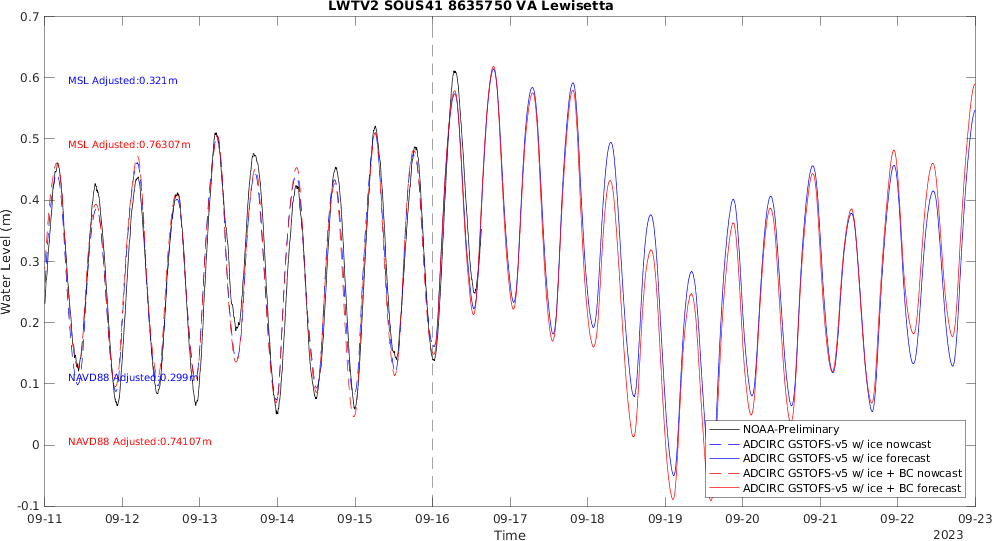 LWTV2 SOUS41 8635750 VA Lewisetta
0.7
0.6
0.5
0.4
0.3
0.2
0.1
0
-0.1
Water Level (m)
MSL Adjusted:0.321m
MSL Adjusted:0.76307m
NAVD88 Adjusted:0.299m
NAVD88 Adjusted:0.74107m
NOAA-Preliminary
ADCIRC GSTOFS-v5 w/ ice nowcast
ADCIRC GSTOFS-v5 w/ ice forecast
ADCIRC GSTOFS-v5 w/ ice + BC nowcast
ADCIRC GSTOFS-v5 w/ ice + BC forecast
09-11 09-12 09-13 09-14 09-15 09-16 09-17 09-18 09-19 09-20 09-21 09-22 09-23
Time
2023